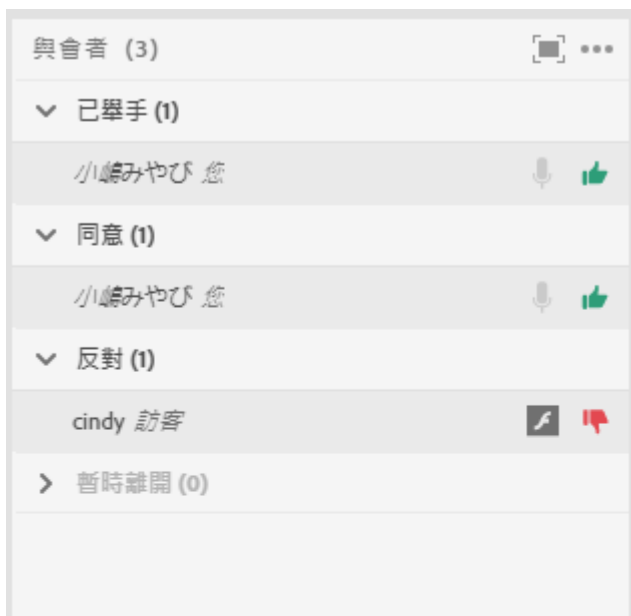 與會者 (3)
已舉手 (1)
小嶋みやび 您
同意 (1)
小嶋みやび 您
反對 (1)
cindy 訪客
暫時離開 (0)